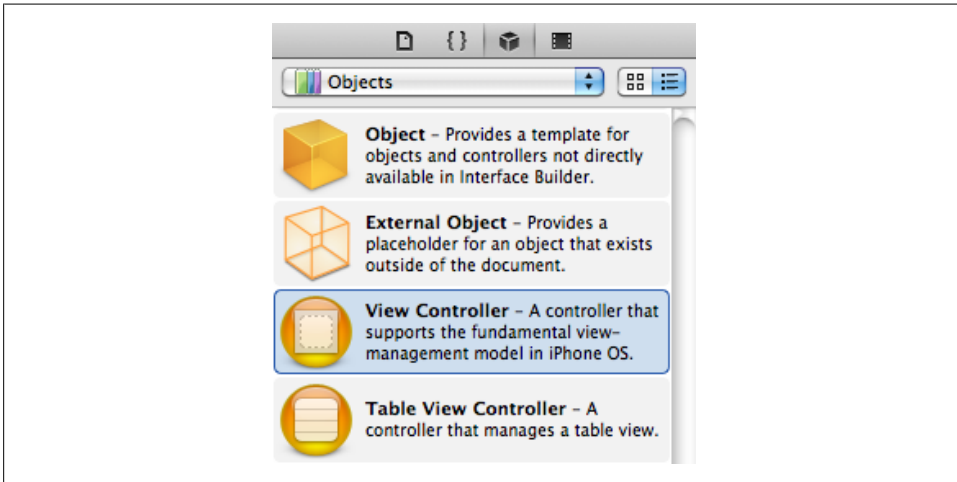 { }
Objects
Object – Provides a template for
objects and controllers not directly
available in Interface Builder.
External Object – Provides a
placeholder for an object that exists
outside of the document.
View Controller – A controller that
supports the fundamental view-
management model in iPhone OS.
Table View Controller – A
controller that manages a table view.